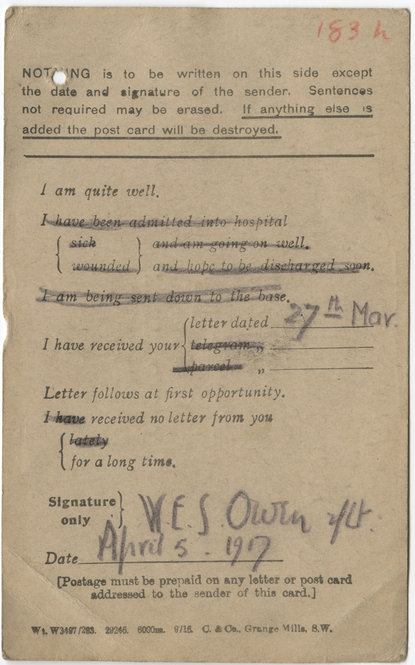 183 h
NOTHING is to be written on this side except
the date and signature of the sender. Sentences
not required may be erased. If anything else is
added the post card will be destroyed.
I am quite well.
I have been admitted into hospital
{ sick } and am going on well.
{ wounded } and hope to be discharged soon.
I am being sent down to the base.
I have received your { letter dated 27th Mar.
telegram „
parcel „
Letter follows at first opportunity.
I have received no letter from you
{ lately
{ for a long time.
Signature only } W.E.S. Owen 2/Lt.
Date April 5 - 1917
[Postage must be prepaid on any letter or post card
addressed to the sender of this card.]
Wt. W3497/293. 29246. 6000m. 9/16. C. & Co., Grange Mills, S.W.